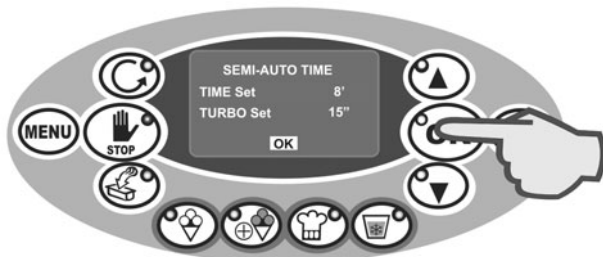 SEMI-AUTO TIME
TIME Set 8’
TURBO Set 15”
OK
MENU
STOP